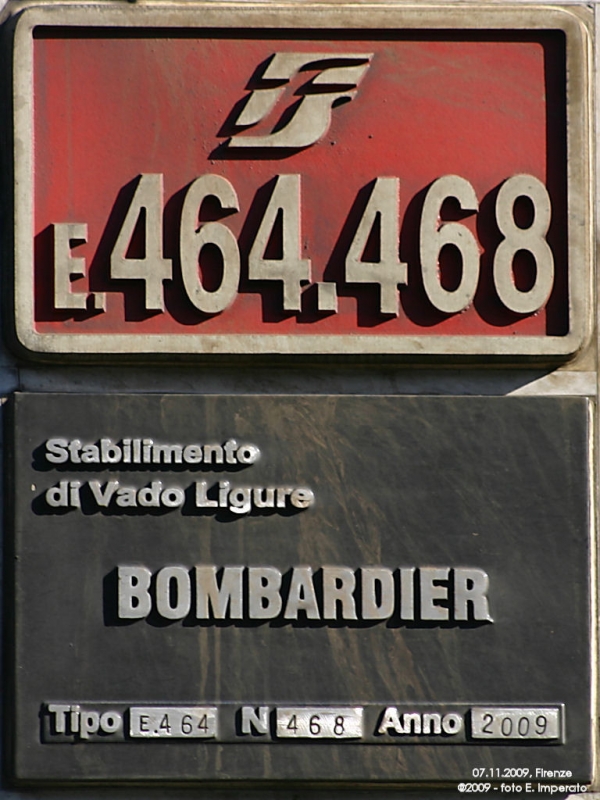 E.464.468
Stabilimento
di Vado Ligure
BOMBARDIER
Tipo E.464 N 468 Anno 2009
07.11.2009, Firenze
©2009 - foto E. Imperato